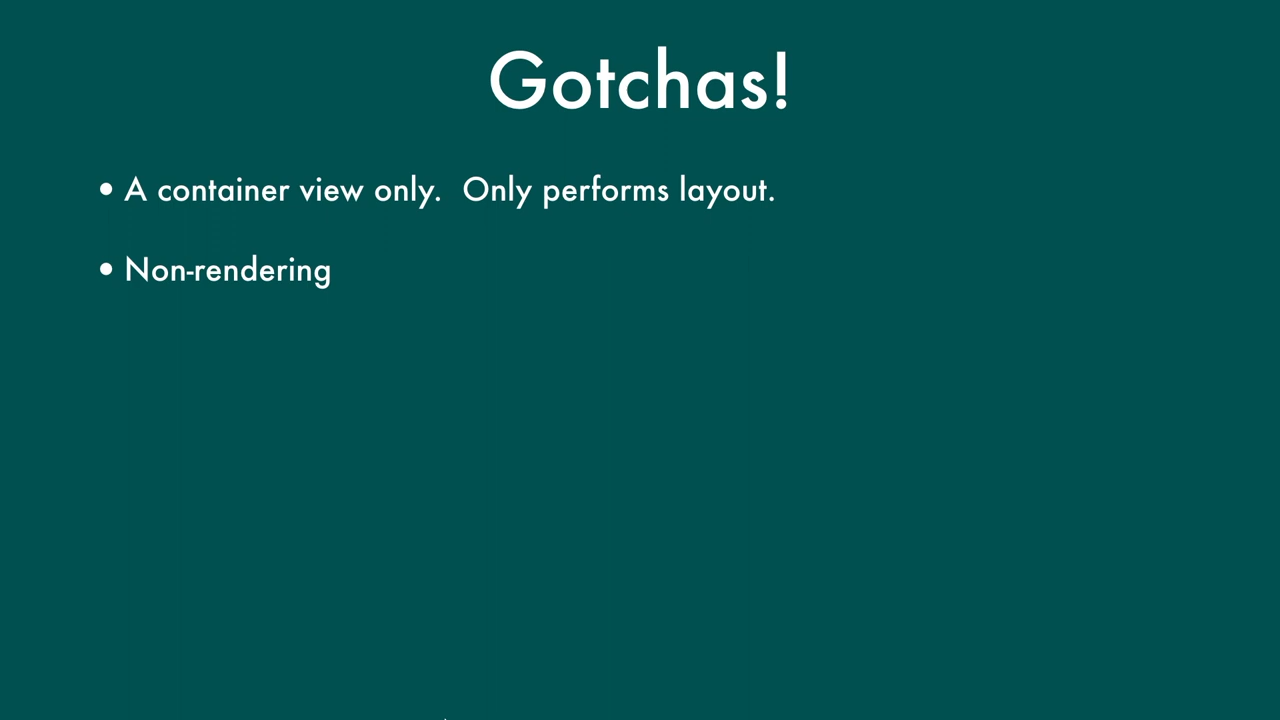 Gotchas!
• A container view only.  Only performs layout.
• Non-rendering